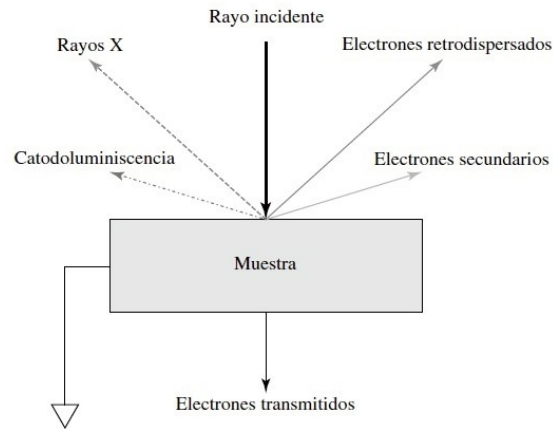 Rayo incidente
Rayos X
Electrones retrodispersados
Catodoluminiscencia
Electrones secundarios
Muestra
Electrones transmitidos